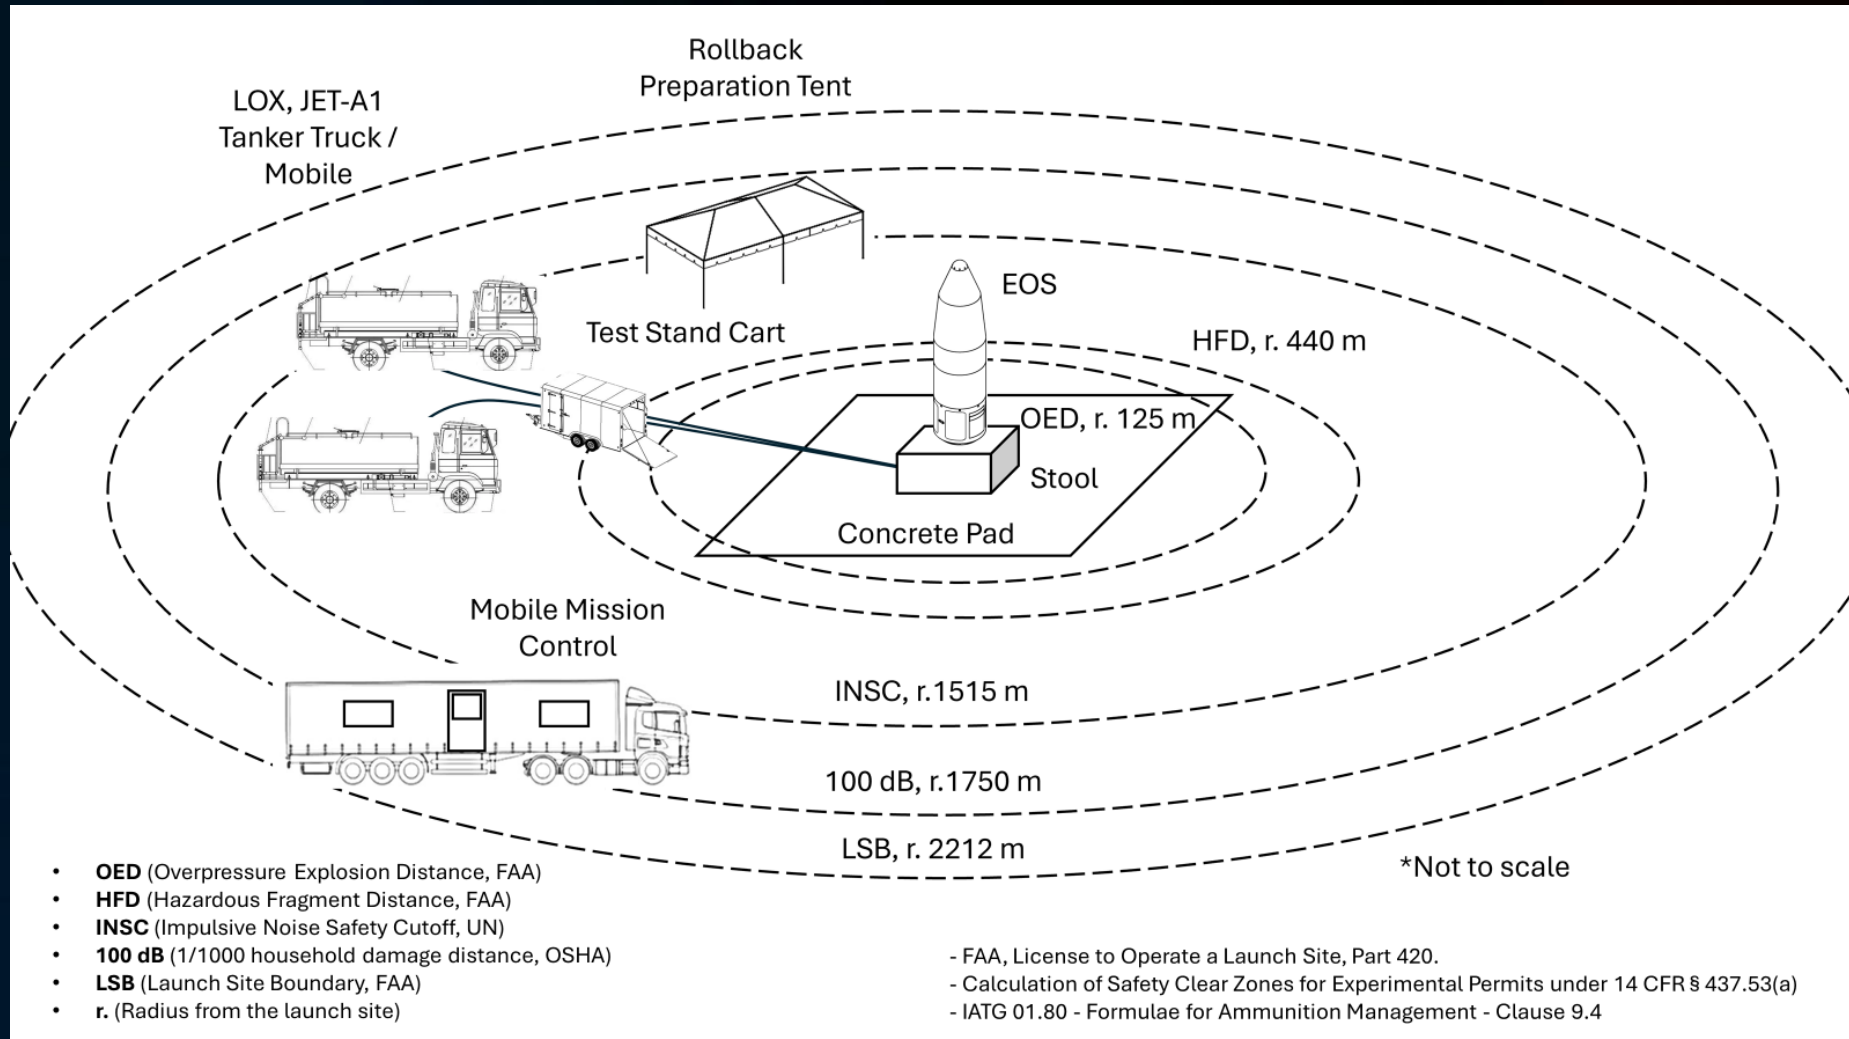 Rollback
Preparation Tent
LOX, JET-A1
Tanker Truck /
Mobile
EOS
Test Stand Cart
HFD, r. 440 m
OED, r. 125 m
Stool
Concrete Pad
Mobile Mission
Control
INSC, r.1515 m
100 dB, r.1750 m
LSB, r. 2212 m
*Not to scale
• OED (Overpressure Explosion Distance, FAA)
• HFD (Hazardous Fragment Distance, FAA)
• INSC (Impulsive Noise Safety Cutoff, UN)
• 100 dB (1/1000 household damage distance, OSHA)
• LSB (Launch Site Boundary, FAA)
• r. (Radius from the launch site)
- FAA, License to Operate a Launch Site, Part 420.
- Calculation of Safety Clear Zones for Experimental Permits under 14 CFR § 437.53(a)
- IATG 01.80 - Formulae for Ammunition Management - Clause 9.4